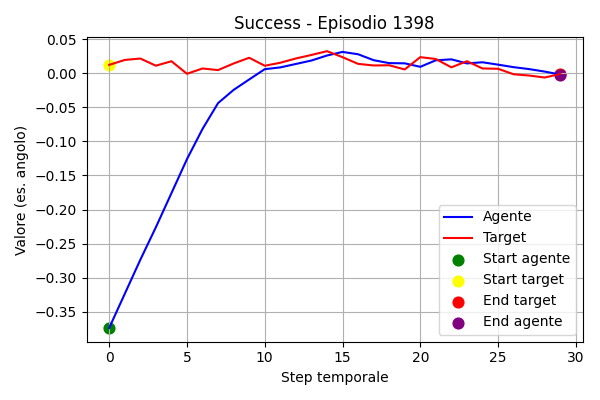 Success - Episodio 1398
Valore (es. angolo)
0.05
0.00
−0.05
−0.10
−0.15
−0.20
−0.25
−0.30
−0.35
Agente
Target
Start agente
Start target
End target
End agente
0 5 10 15 20 25 30
Step temporale